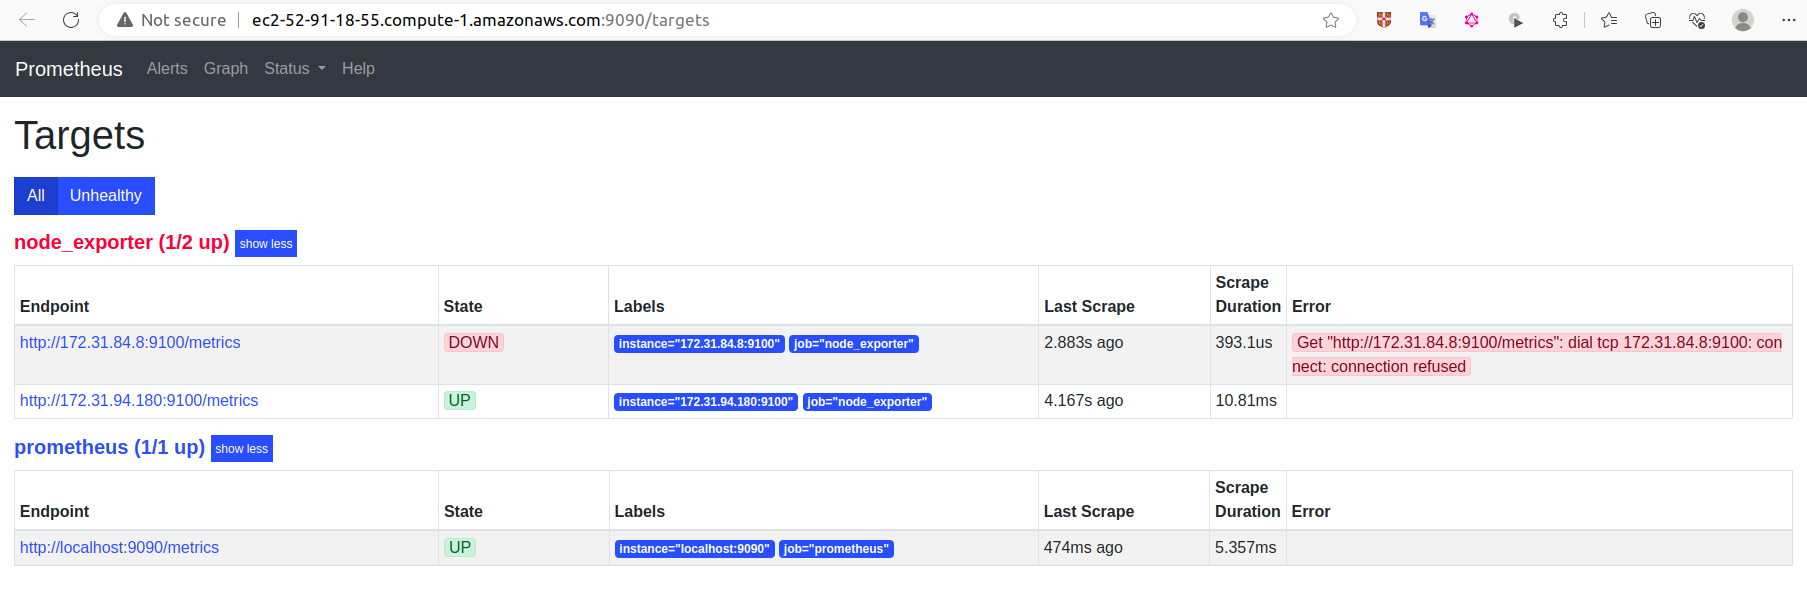 Not secure ec2-52-91-18-55.compute-1.amazonaws.com:9090/targets
Prometheus Alerts Graph Status Help
Targets
All Unhealthy
node_exporter (1/2 up) show less
Endpoint State Labels Last Scrape Scrape Duration Error
http://172.31.84.8:9100/metrics DOWN instance="172.31.84.8:9100" job="node_exporter" 2.883s ago 393.1us Get "http://172.31.84.8:9100/metrics": dial tcp 172.31.84.8:9100: con
nect: connection refused
http://172.31.94.180:9100/metrics UP instance="172.31.94.180:9100" job="node_exporter" 4.167s ago 10.81ms
prometheus (1/1 up) show less
Endpoint State Labels Last Scrape Scrape Duration Error
http://localhost:9090/metrics UP instance="localhost:9090" job="prometheus" 474ms ago 5.357ms